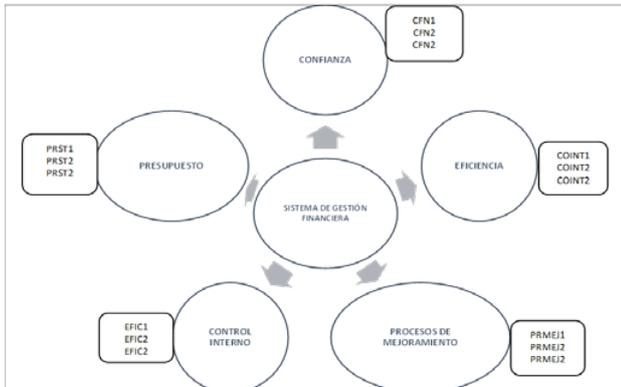 CONFIANZA
CFN1
CFN2
CFN2
PRST1
PRST2
PRST2
PRESUPUESTO
EFICIENCIA
COINT1
COINT2
COINT2
SISTEMA DE GESTIÓN
FINANCIERA
EFIC1
EFIC2
EFIC2
CONTROL
INTERNO
PROCESOS DE
MEJORAMIENTO
PRMEJ1
PRMEJ2
PRMEJ2